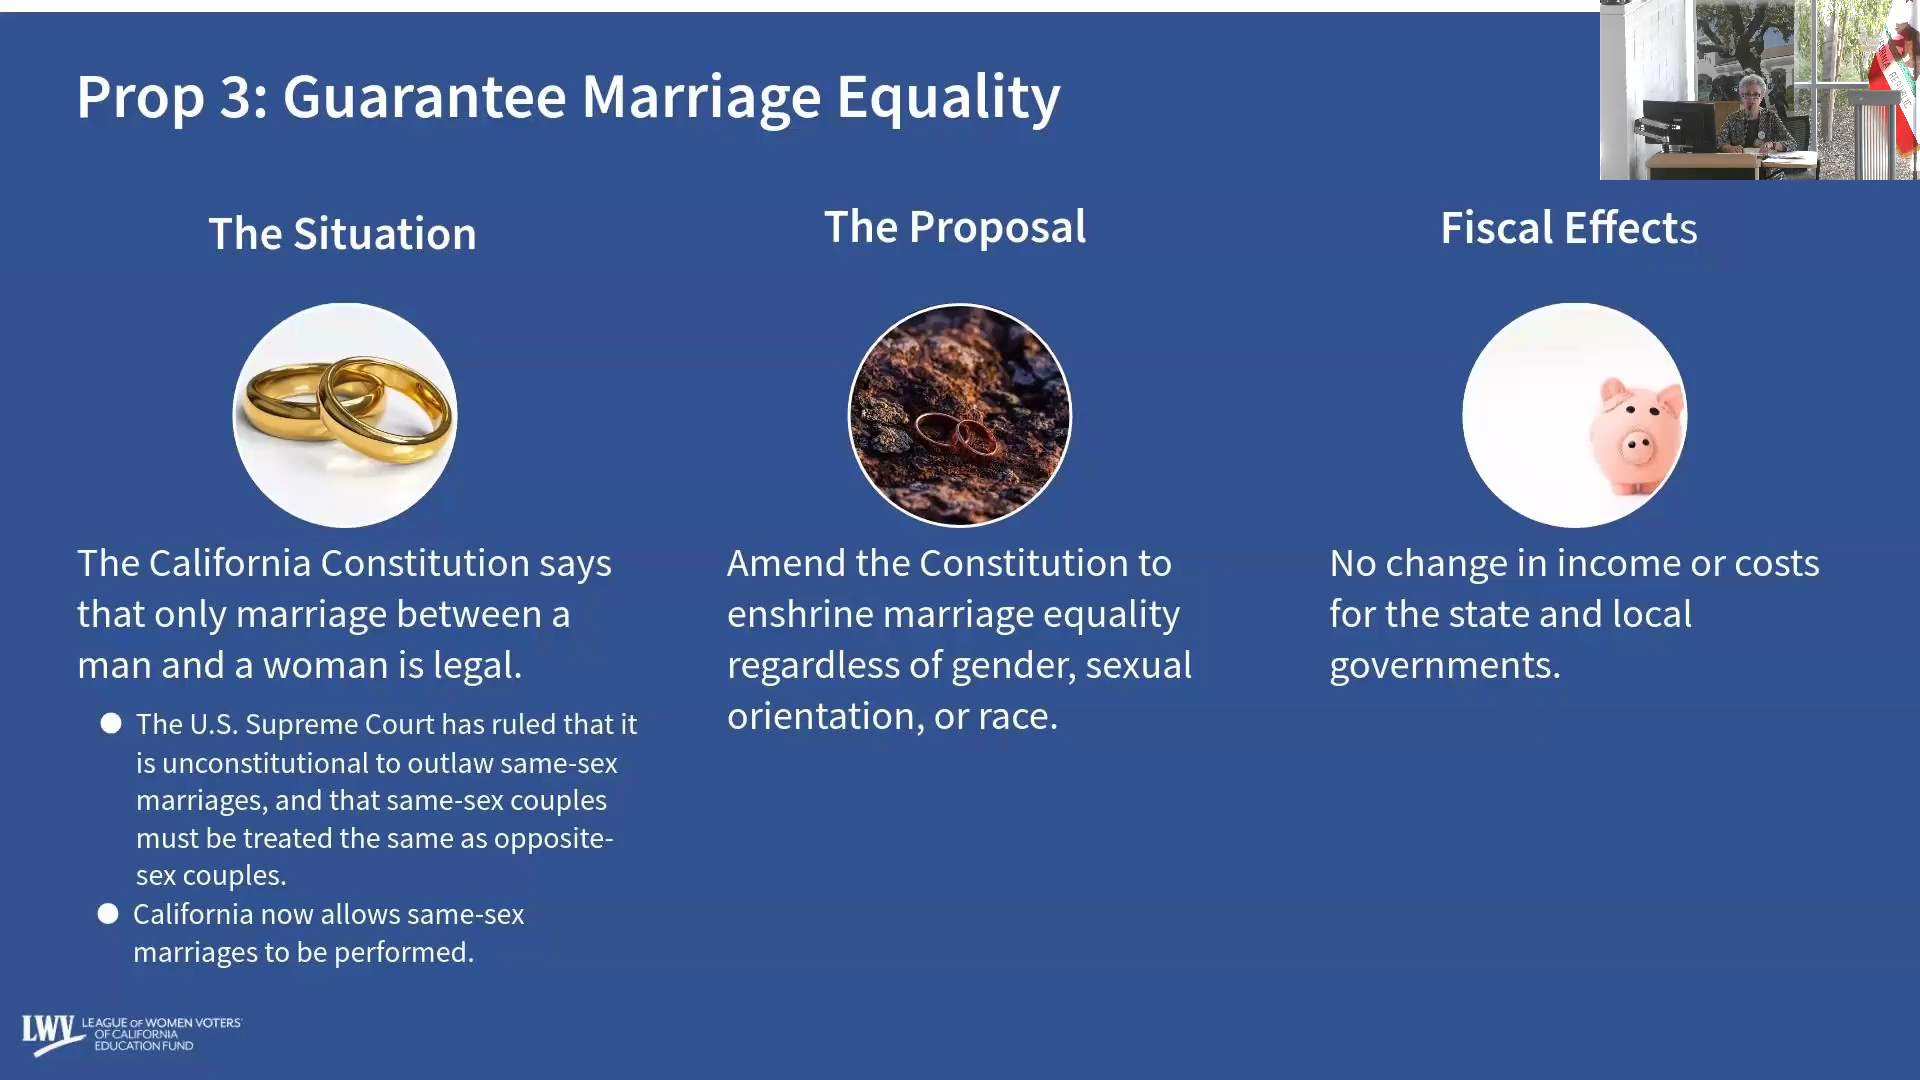 Prop 3: Guarantee Marriage Equality
The Situation
The California Constitution says
that only marriage between a
man and a woman is legal.
The U.S. Supreme Court has ruled that it
is unconstitutional to outlaw same-sex
marriages, and that same-sex couples
must be treated the same as opposite-
sex couples.
California now allows same-sex
marriages to be performed.
The Proposal
Amend the Constitution to
enshrine marriage equality
regardless of gender, sexual
orientation, or race.
Fiscal Effects
No change in income or costs
for the state and local
governments.
LWV LEAGUE OF WOMEN VOTERS®
OF CALIFORNIA
EDUCATION FUND